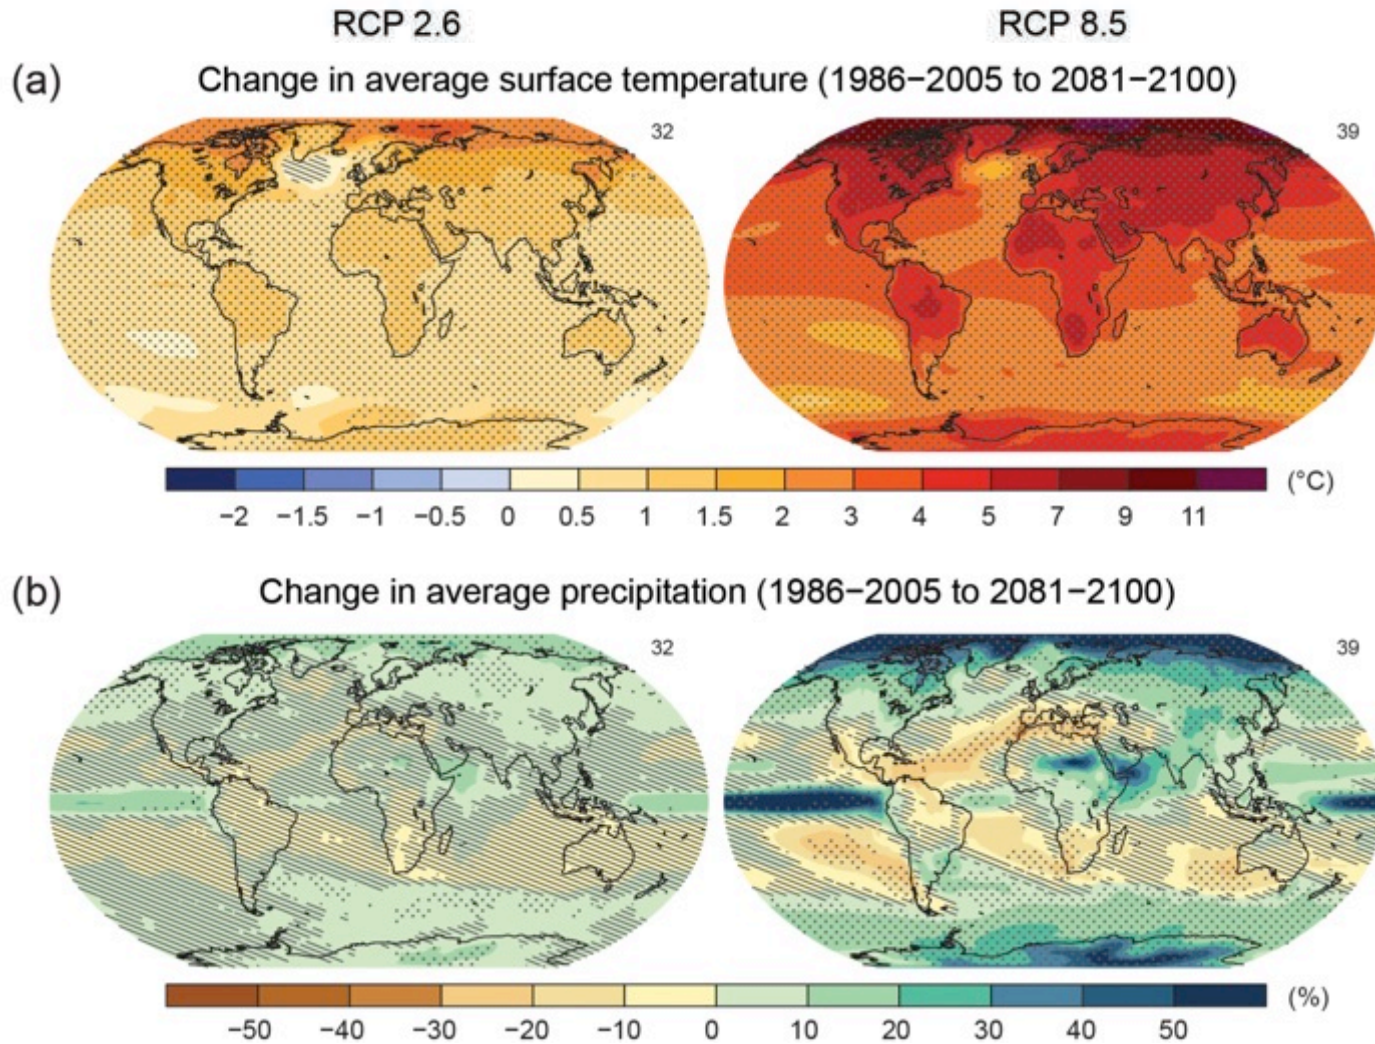 RCP 2.6 RCP 8.5
(a) Change in average surface temperature (1986−2005 to 2081−2100)
32 39
(°C)
−2 −1.5 −1 −0.5 0 0.5 1 1.5 2 3 4 5 7 9 11
(b) Change in average precipitation (1986−2005 to 2081−2100)
32 39
(%)
−50 −40 −30 −20 −10 0 10 20 30 40 50